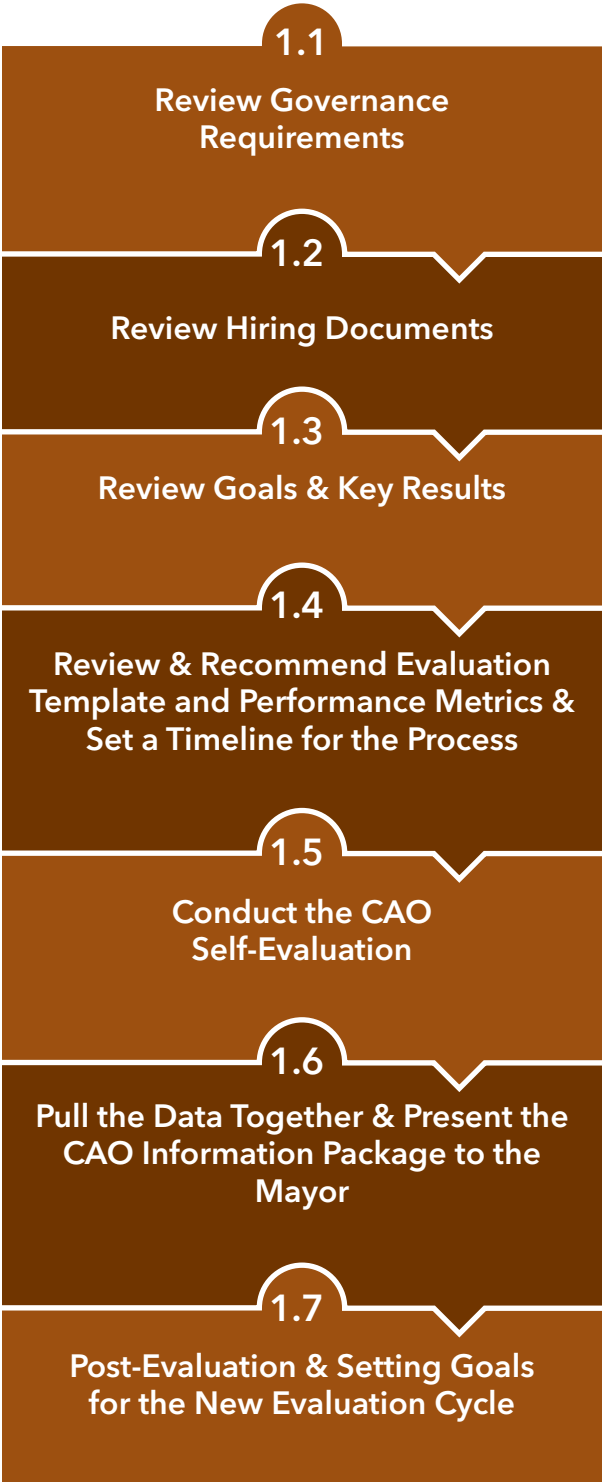 1.1
Review Governance
Requirements
1.2
Review Hiring Documents
1.3
Review Goals & Key Results
1.4
Review & Recommend Evaluation
Template and Performance Metrics &
Set a Timeline for the Process
1.5
Conduct the CAO
Self-Evaluation
1.6
Pull the Data Together & Present the
CAO Information Package to the
Mayor
1.7
Post-Evaluation & Setting Goals
for the New Evaluation Cycle